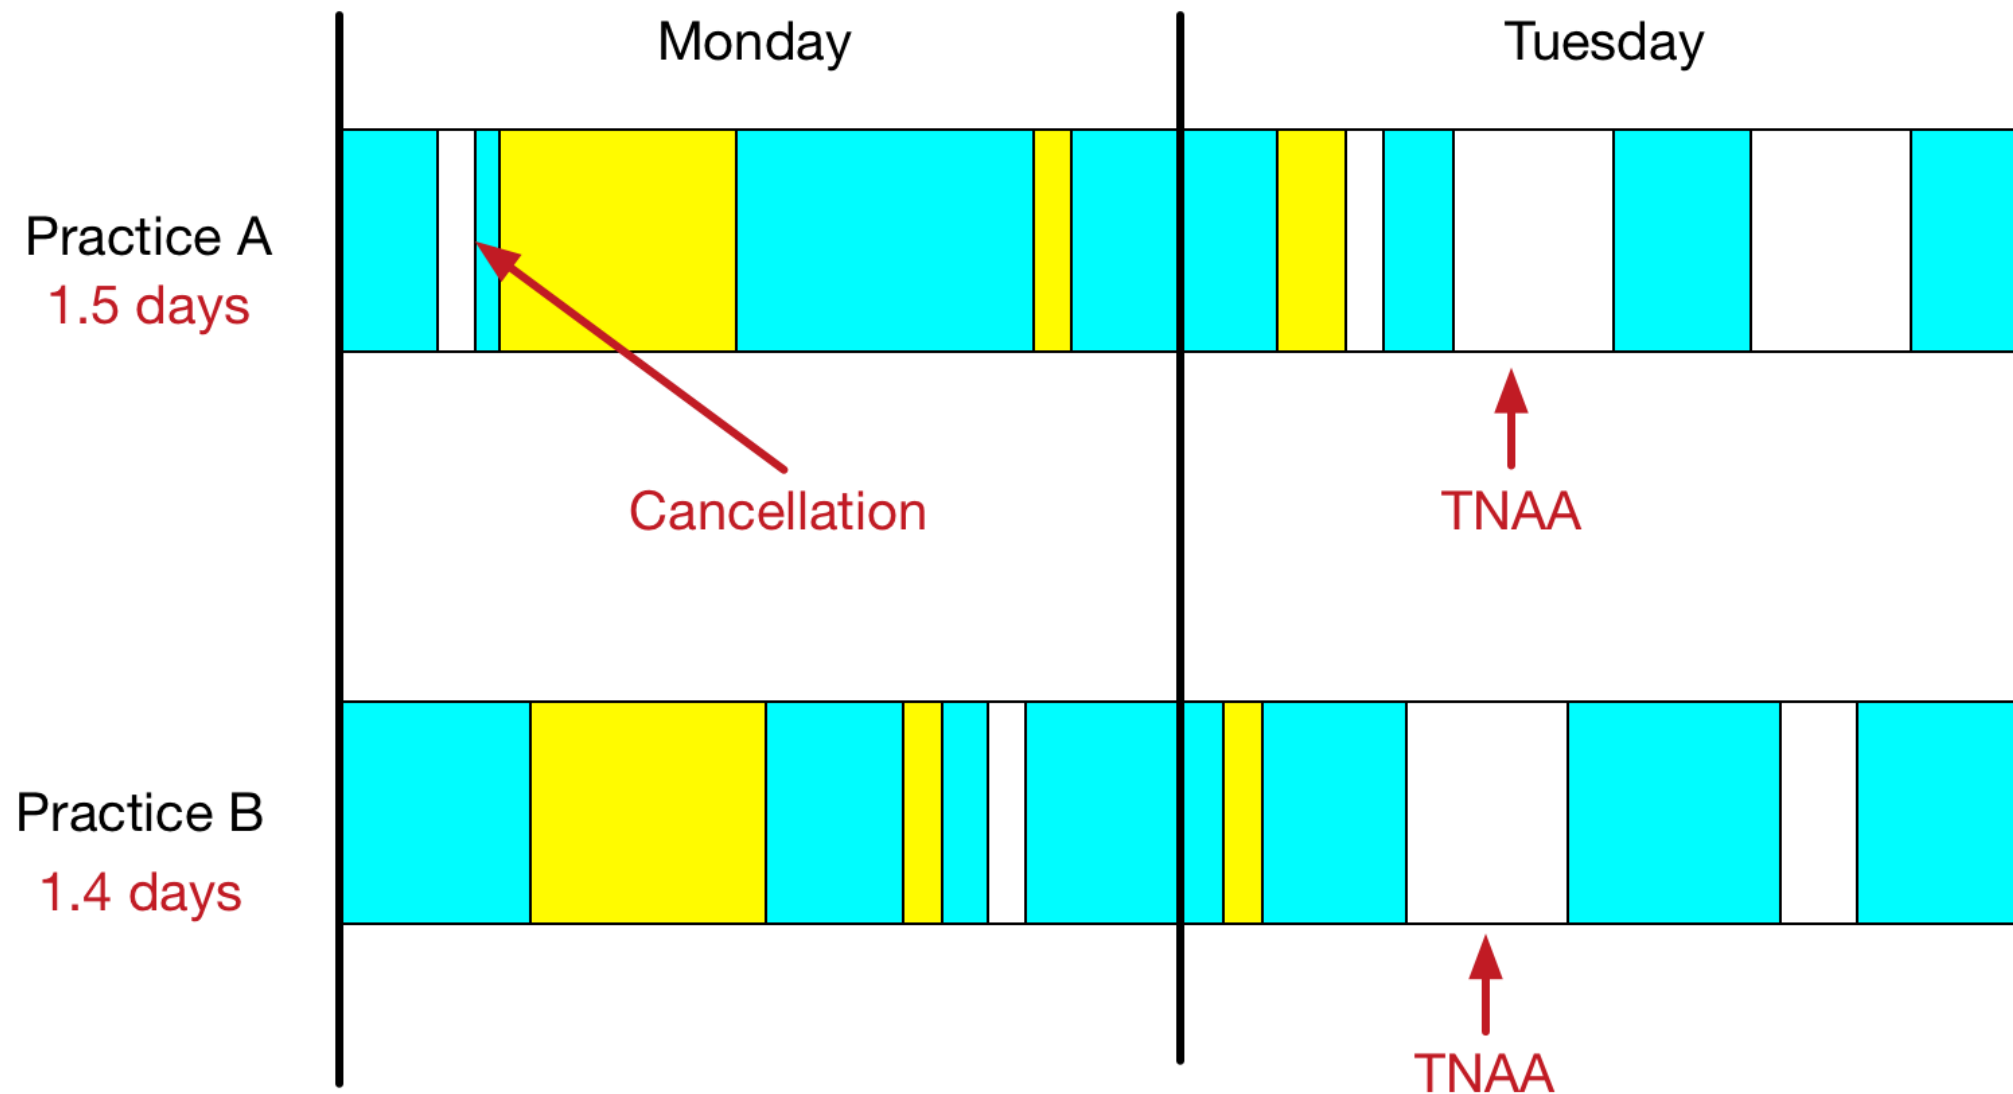 Monday
Tuesday
Practice A
1.5 days
Cancellation
TNAA
Practice B
1.4 days
TNAA